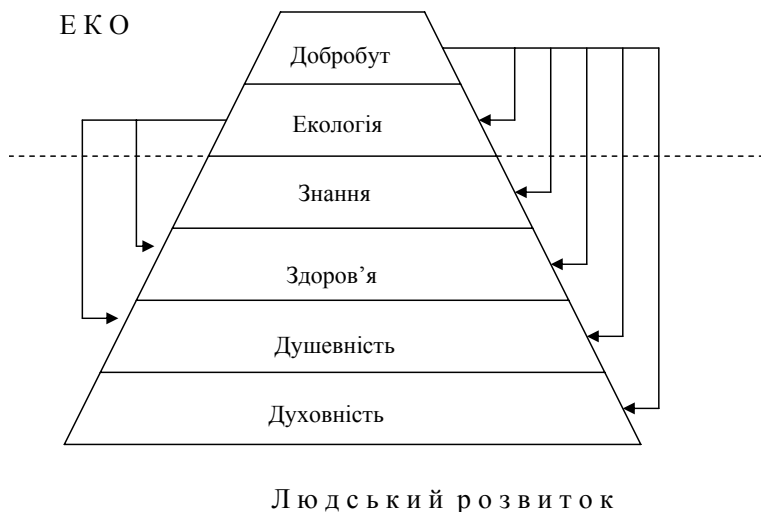 Е К О
Добробут
Екологія
Знання
Здоров’я
Душевність
Духовність
Л ю д с ь к и й  р о з в и т о к